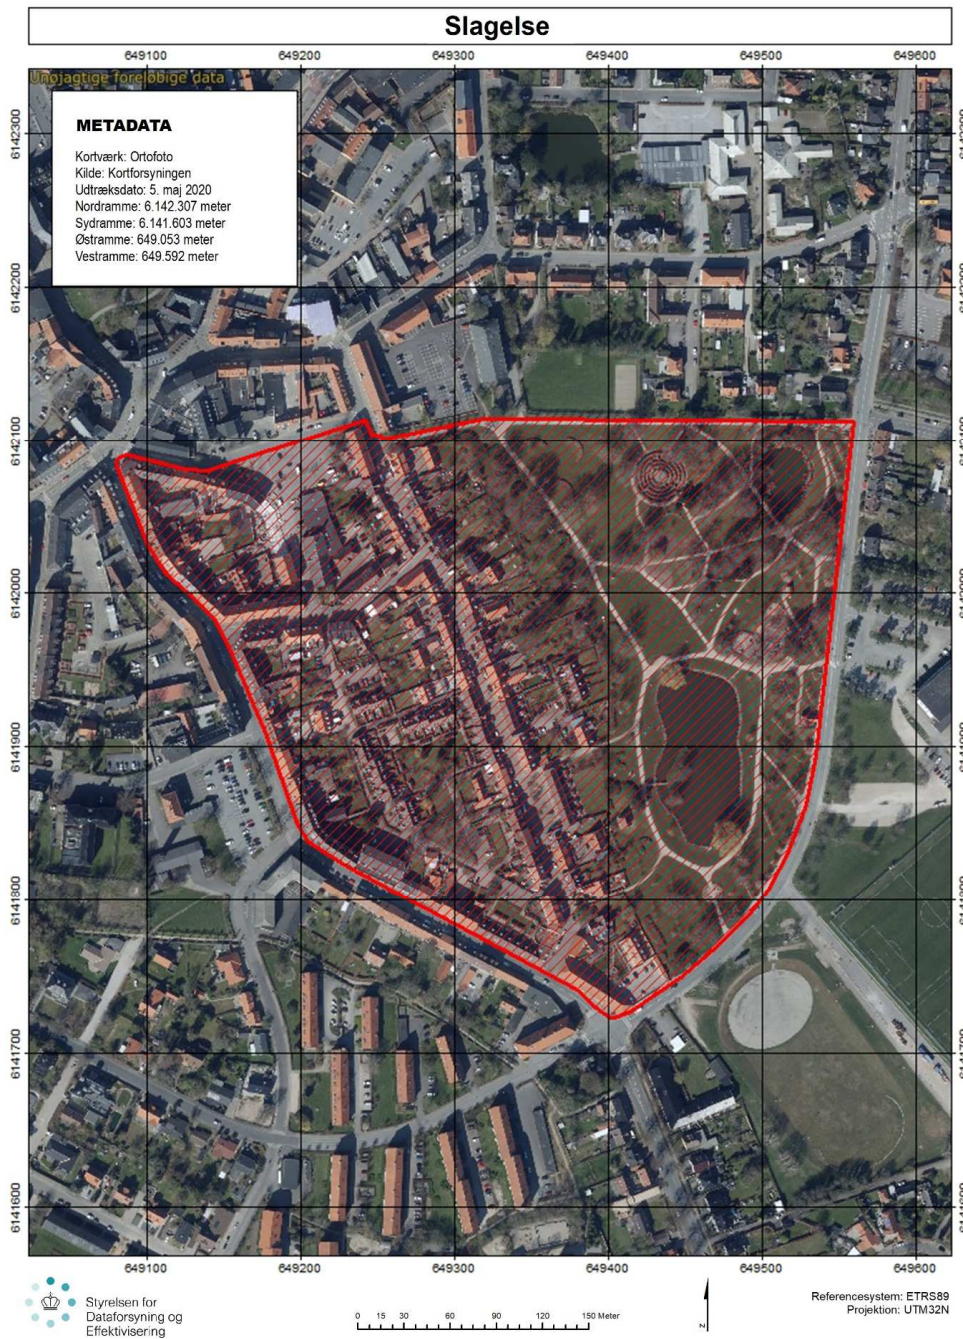 Slagelse
649100 649200 649300 649400 649500 649600
Unøjagtige foreløbige data
METADATA
Kortværk: Ortofoto
Kilde: Kortforsyningen
Udtræksdato: 5. maj 2020
Nordramme: 6.142.307 meter
Sydramme: 6.141.603 meter
Østramme: 649.053 meter
Vestramme: 649.592 meter
6142300
6142200
6142100
6142000
6141900
6141800
6141700
6141600
649100 649200 649300 649400 649500 649600
Styrelsen for
Dataforsyning og
Effektivisering
0 15 30 60 90 120 150 Meter
N
Referencesystem: ETRS89
Projektion: UTM32N